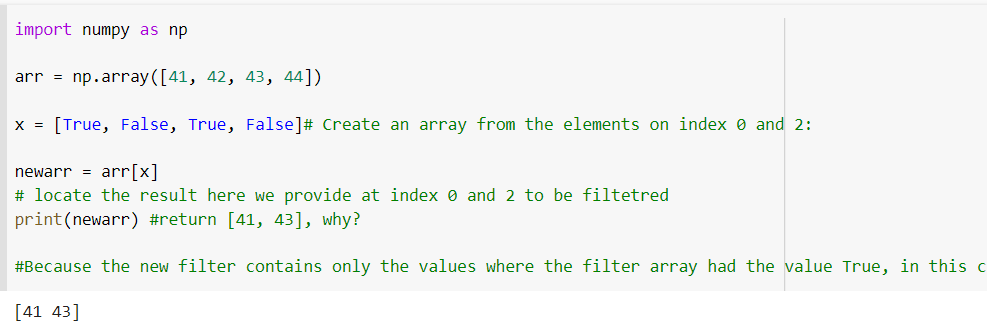 import numpy as np
arr = np.array([41, 42, 43, 44])
x = [True, False, True, False]# Create an array from the elements on index 0 and 2:
newarr = arr[x]
# locate the result here we provide at index 0 and 2 to be filtetred
print(newarr) #return [41, 43], why?
#Because the new filter contains only the values where the filter array had the value True, in this c
[41 43]